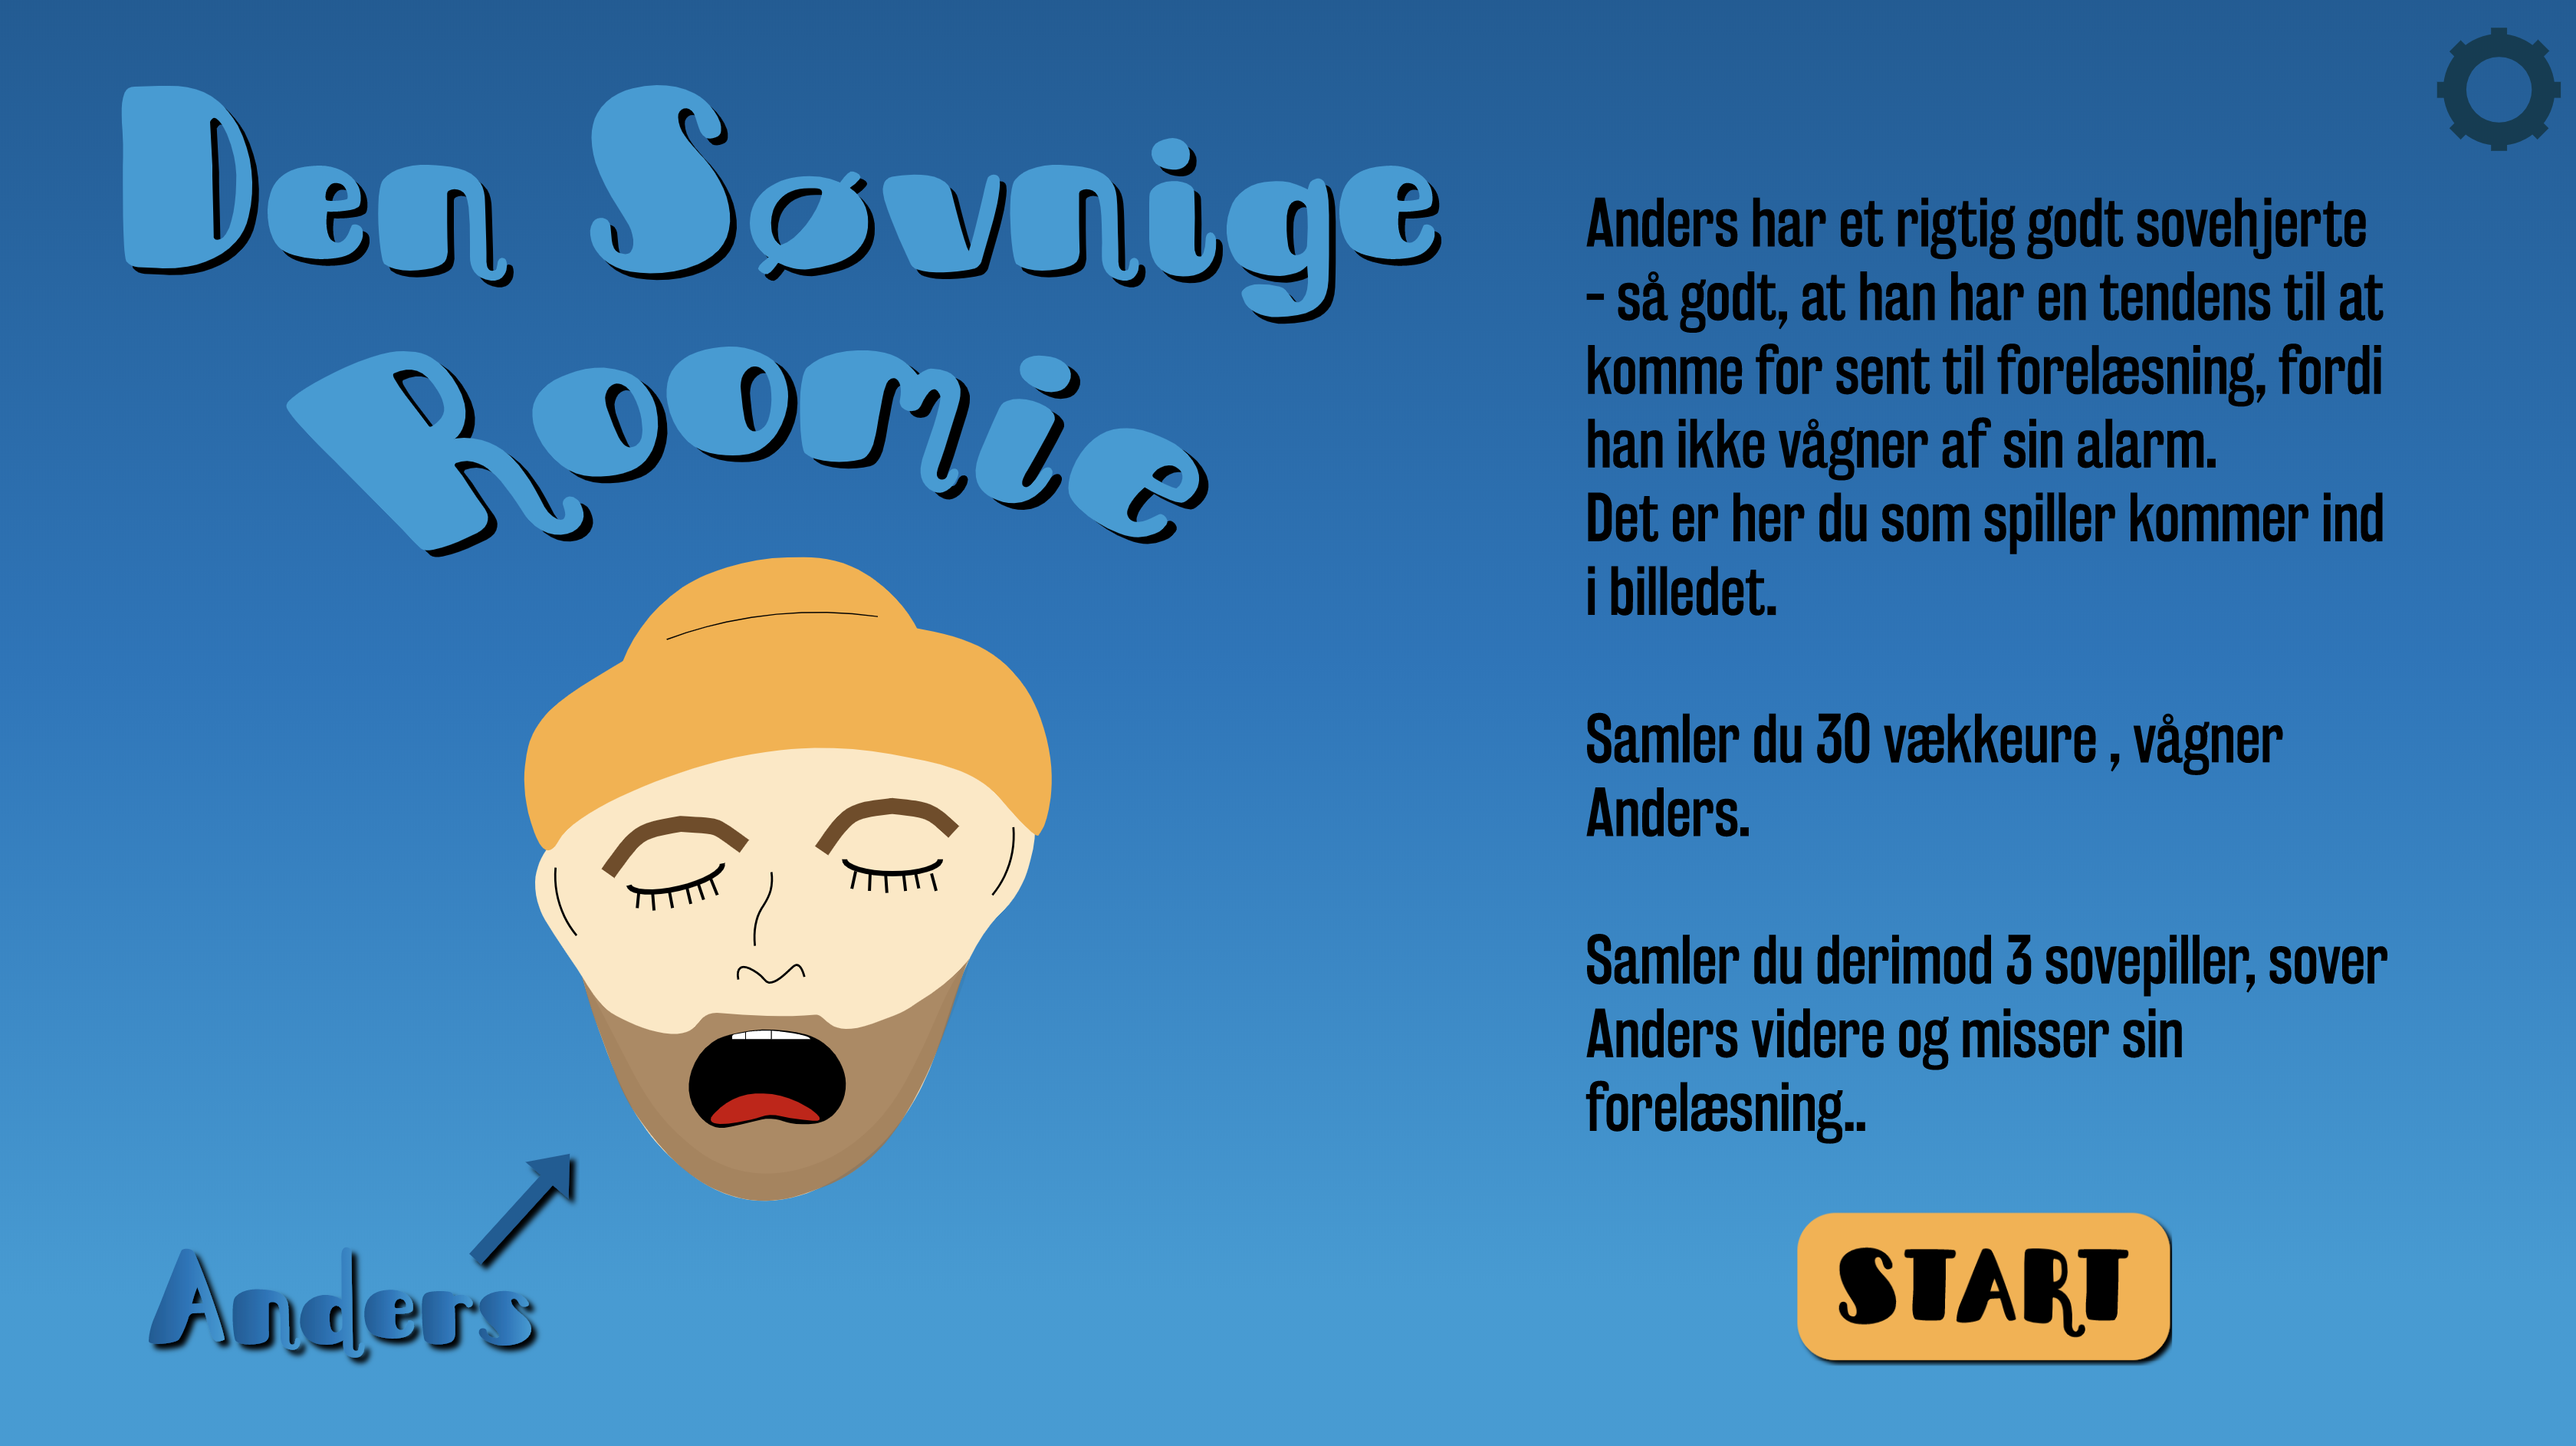 Den Søvnige
Roomie
Anders har et rigtig godt sovehjerte
- så godt, at han har en tendens til at
komme for sent til forelæsning, fordi
han ikke vågner af sin alarm.
Det er her du som spiller kommer ind
i billedet.
Samler du 30 vækkeure , vågner
Anders.
Samler du derimod 3 sovepiller, sover
Anders videre og misser sin
forelæsning..
Anders
START